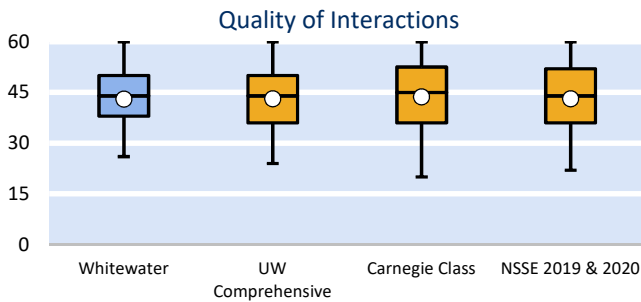 Quality of Interactions
60
45
30
15
0
Whitewater
UW
Comprehensive
Carnegie Class
NSSE 2019 & 2020